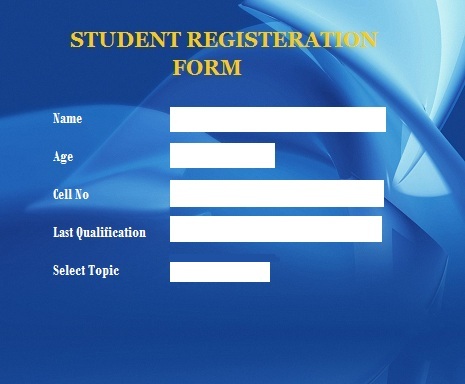 STUDENT REGISTERATION
FORM
Name
Age
Cell No
Last Qualification
Select Topic